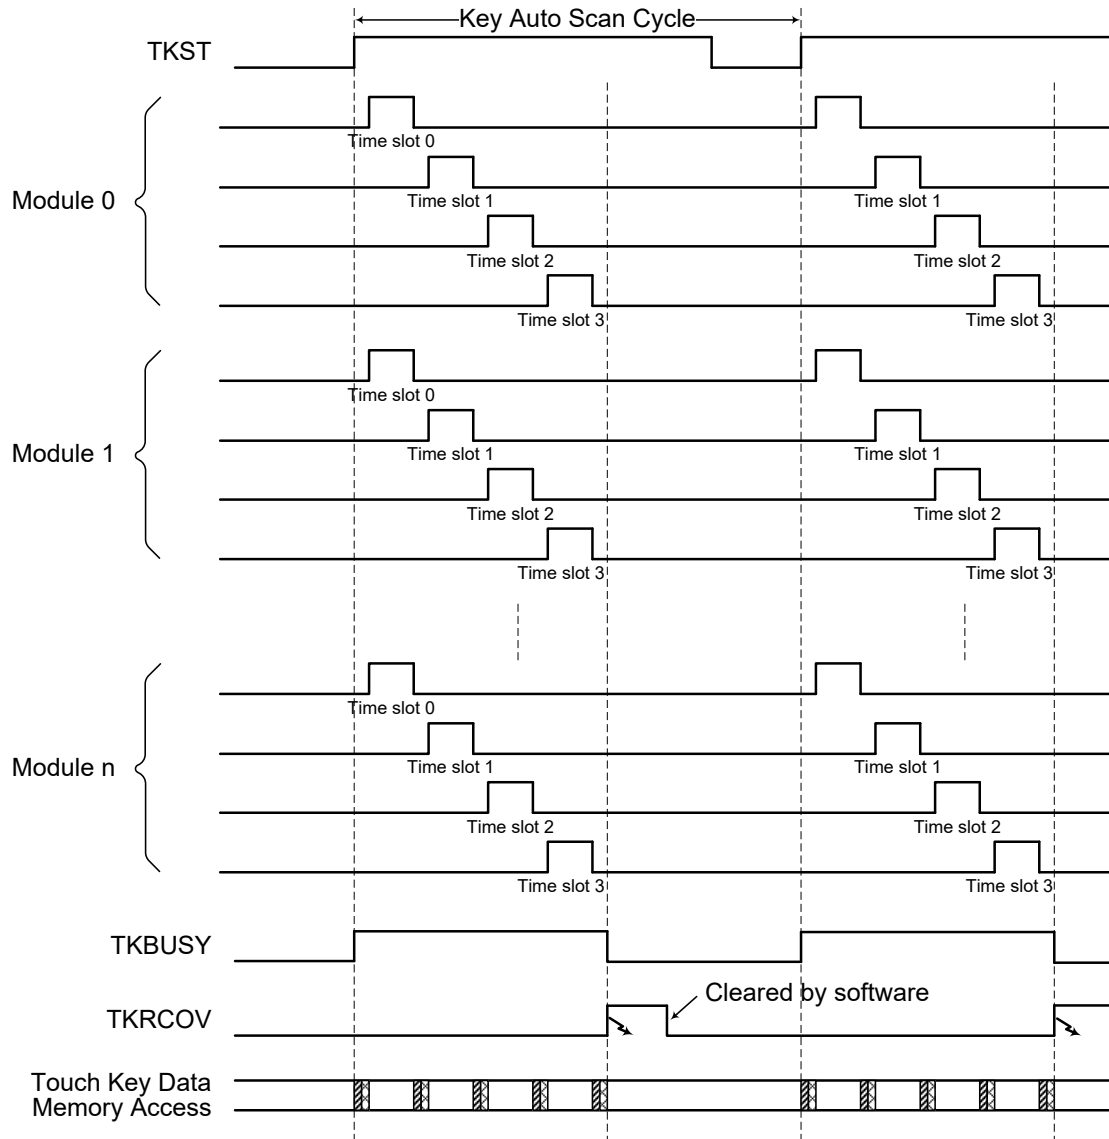 Key Auto Scan Cycle
TKST
Module 0
Time slot 0
Time slot 0
Time slot 1
Time slot 1
Time slot 2
Time slot 2
Time slot 3
Time slot 3
Module 1
Time slot 0
Time slot 1
Time slot 1
Time slot 2
Time slot 2
Time slot 3
Time slot 3
Module n
Time slot 0
Time slot 1
Time slot 1
Time slot 2
Time slot 2
Time slot 3
Time slot 3
TKBUSY
Cleared by software
TKRCOV
Touch Key Data
Memory Access